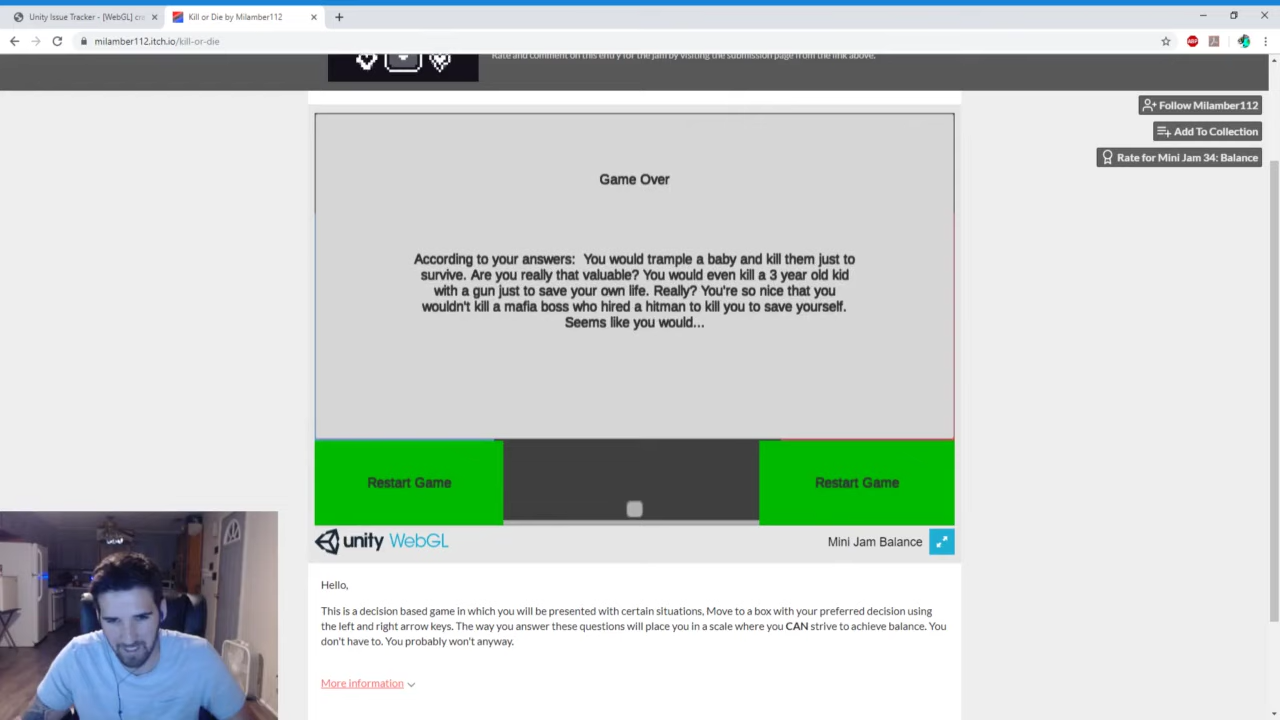 Unity Issue Tracker - [WebGL] cra
Kill or Die by Milamber112
milamber112.itch.io/kill-or-die
ABP
Rate and comment on this entry for the jam by visiting the submission page from the link above.
Follow Milamber112
Add To Collection
Rate for Mini Jam 34: Balance
Game Over
According to your answers: You would trample a baby and kill them just to
survive. Are you really that valuable? You would even kill a 3 year old kid
with a gun just to save your own life. Really? You're so nice that you
wouldn't kill a mafia boss who hired a hitman to kill you to save yourself.
Seems like you would...
Restart Game
Restart Game
unity WebGL
Mini Jam Balance
Hello,
This is a decision based game in which you will be presented with certain situations, Move to a box with your preferred decision using
the left and right arrow keys. The way you answer these questions will place you in a scale where you CAN strive to achieve balance. You
don't have to. You probably won't anyway.
More information